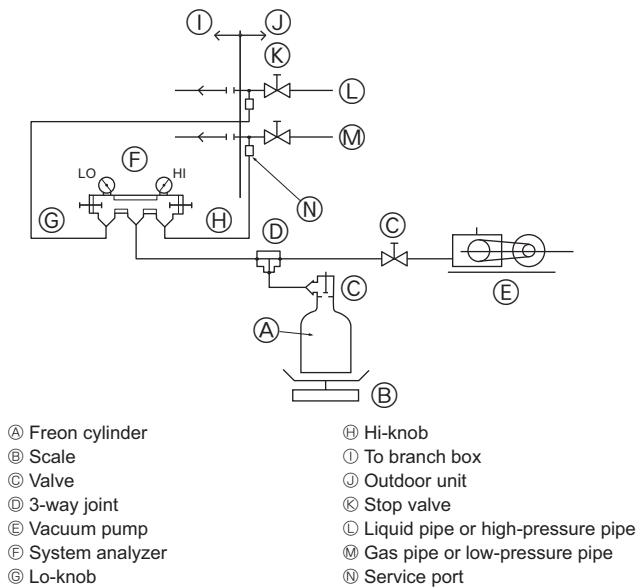 Ⓘ Ⓙ
Ⓚ
Ⓛ
Ⓕ
Ⓜ
LO HI
Ⓝ
Ⓖ Ⓗ Ⓓ Ⓒ
Ⓒ Ⓔ
Ⓐ
Ⓑ
Ⓐ Freon cylinder
Ⓑ Scale
Ⓒ Valve
Ⓓ 3-way joint
Ⓔ Vacuum pump
Ⓕ System analyzer
Ⓖ Lo-knob
Ⓗ Hi-knob
Ⓘ To branch box
Ⓙ Outdoor unit
Ⓚ Stop valve
Ⓛ Liquid pipe or high-pressure pipe
Ⓜ Gas pipe or low-pressure pipe
Ⓝ Service port